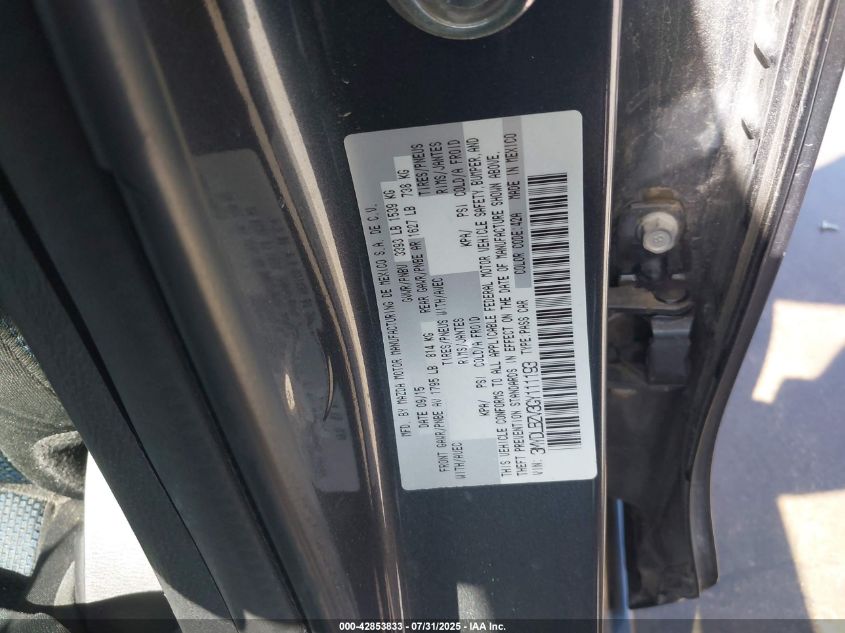 MFD. BY MAZDA MOTOR MANUFACTURING DE MEXICO S.A. DE C.V.
DATE 09/15 GVWR/PNBV 3393 LB 1539 KG
FRONT GAWR/PNBE AV 1795 LB 814 KG REAR GAWR/PNBE AR 1627 LB 738 KG
WITH/AVEC TIRES/PNEUS WITH/AVEC TIRES/PNEUS
RIMS/JANTES RIMS/JANTES
KPA/ PSI COLD/A FROID KPA/ PSI COLD/A FROID
THIS VEHICLE CONFORMS TO ALL APPLICABLE FEDERAL MOTOR VEHICLE SAFETY, BUMPER, AND
THEFT PREVENTION STANDARDS IN EFFECT ON THE DATE OF MANUFACTURE SHOWN ABOVE.
VIN: TYPE PASS CAR COLOR CODE:42A MADE IN MEXICO
000-42853833 - 07/31/2025 - IAA Inc.